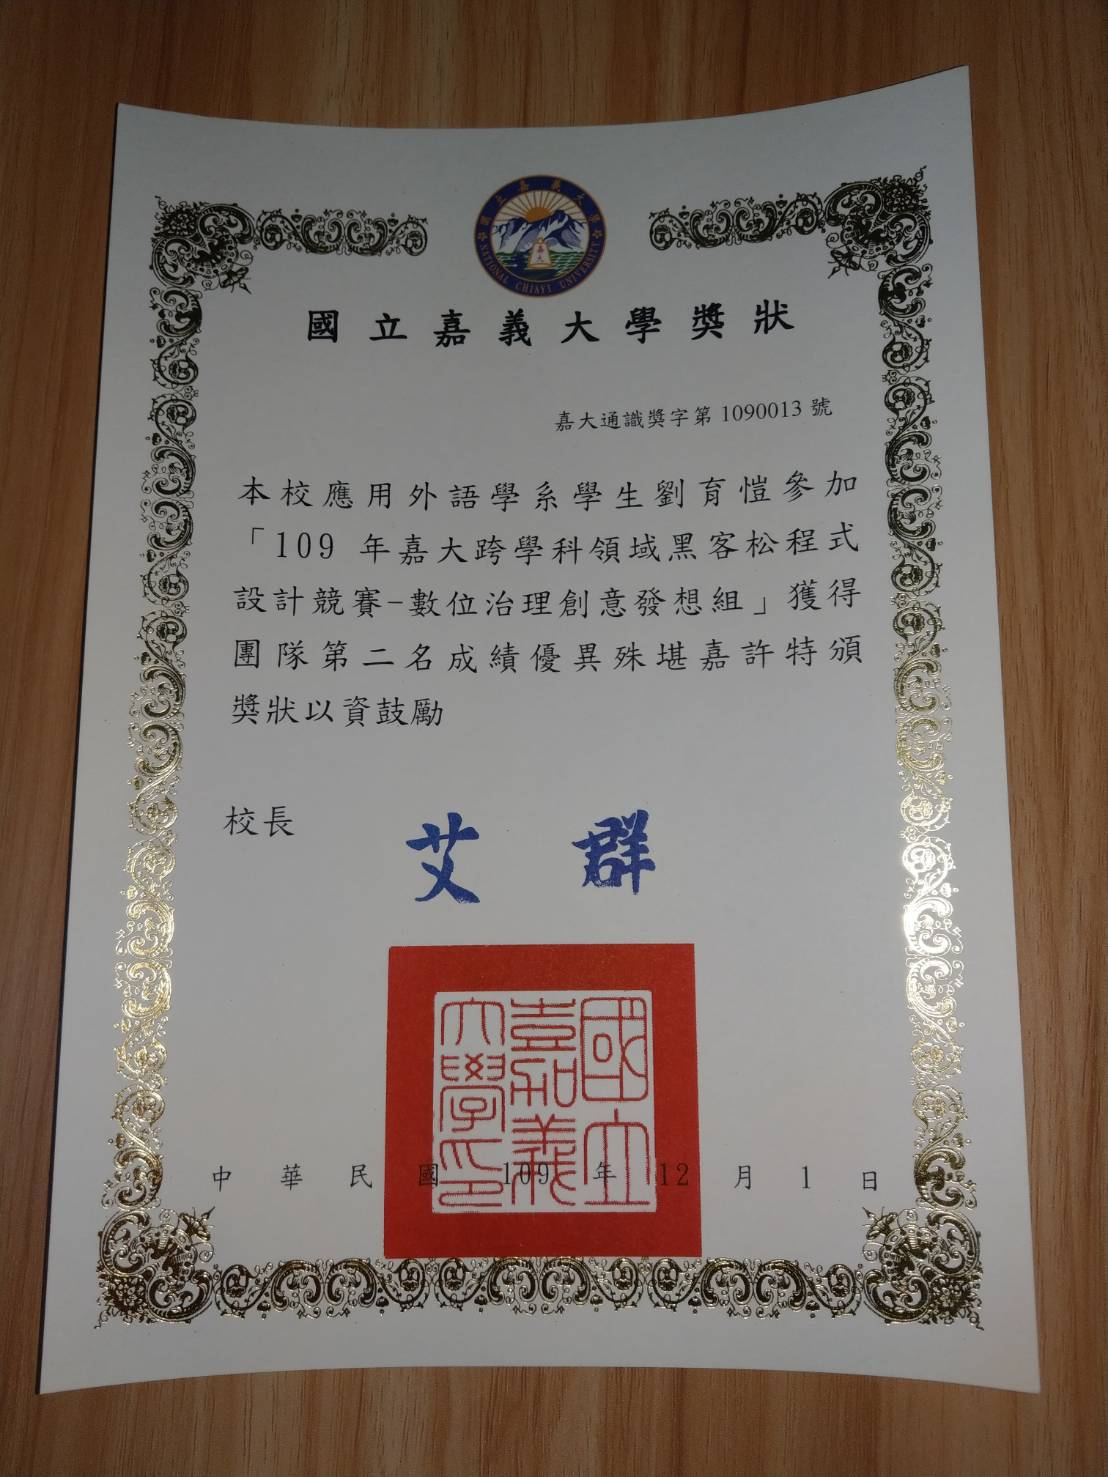 國立嘉義大學
NATIONAL CHIAYI UNIVERSITY
嘉大
國立嘉義大學獎狀
嘉大通識獎字第 1090013 號
本校應用外語學系學生劉育愷參加
「109 年嘉大跨學科領域黑客松程式
設計競賽-數位治理創意發想組」獲得
團隊第二名成績優異殊堪嘉許特頒
獎狀以資鼓勵
校長 艾群
國立嘉義大學印
中華民國 109 年 12 月 1 日